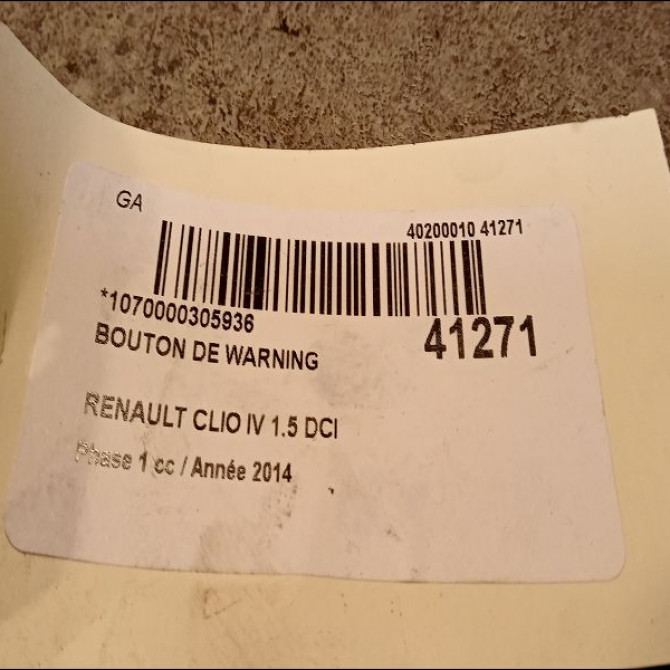 GA
40200010 41271
*1070000305936
41271
BOUTON DE WARNING
RENAULT CLIO IV 1.5 DCI
Phase 1 cc / Année 2014